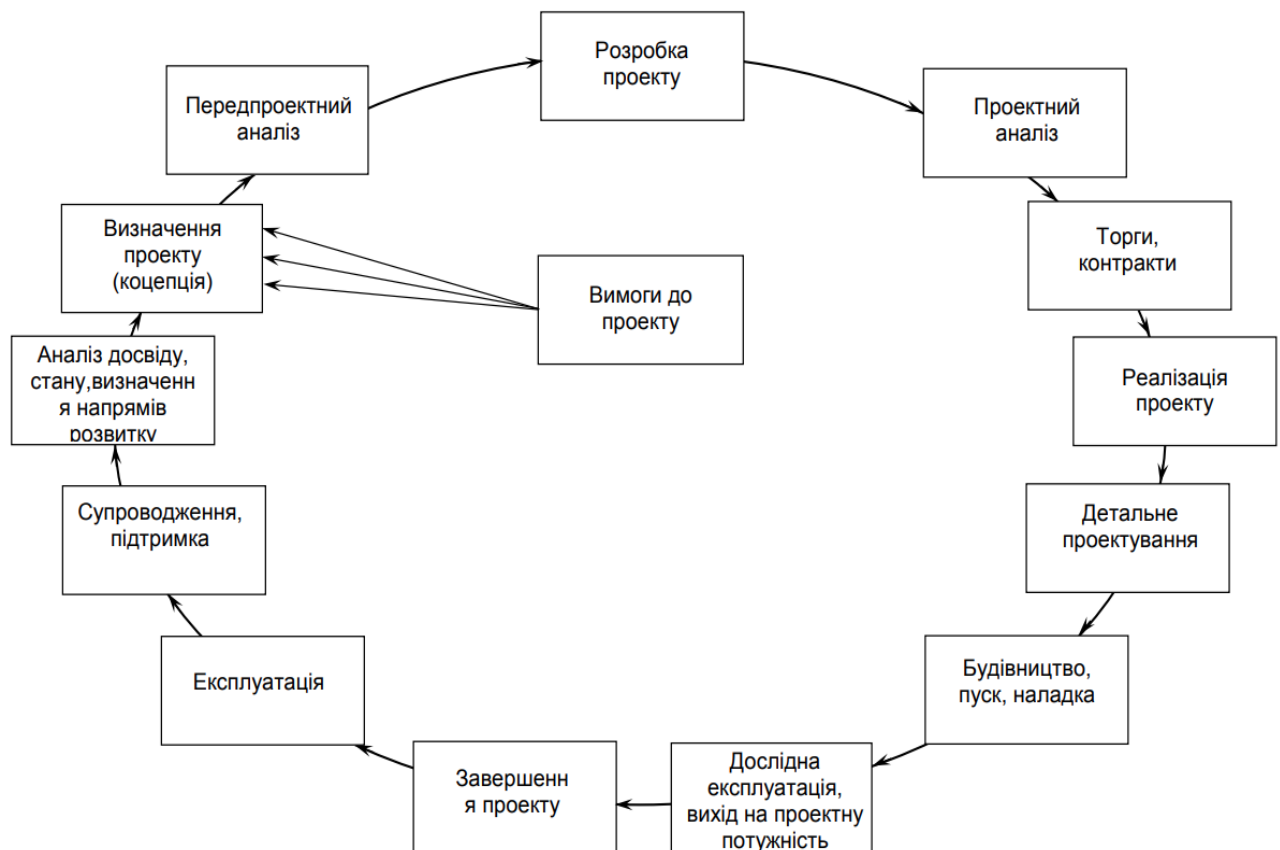 Розробка
проекту
Передпроектний
аналіз
Проектний
аналіз
Визначення
проекту
(коцепція)
Торги,
контракти
Вимоги до
проекту
Аналіз досвіду,
стану,визначенн
я напрямів
розвитку
Реалізація
проекту
Супроводження,
підтримка
Детальне
проектування
Експлуатація
Будівництво,
пуск, наладка
Завершенн
я проекту
Дослідна
експлуатація,
вихід на проектну
потужність